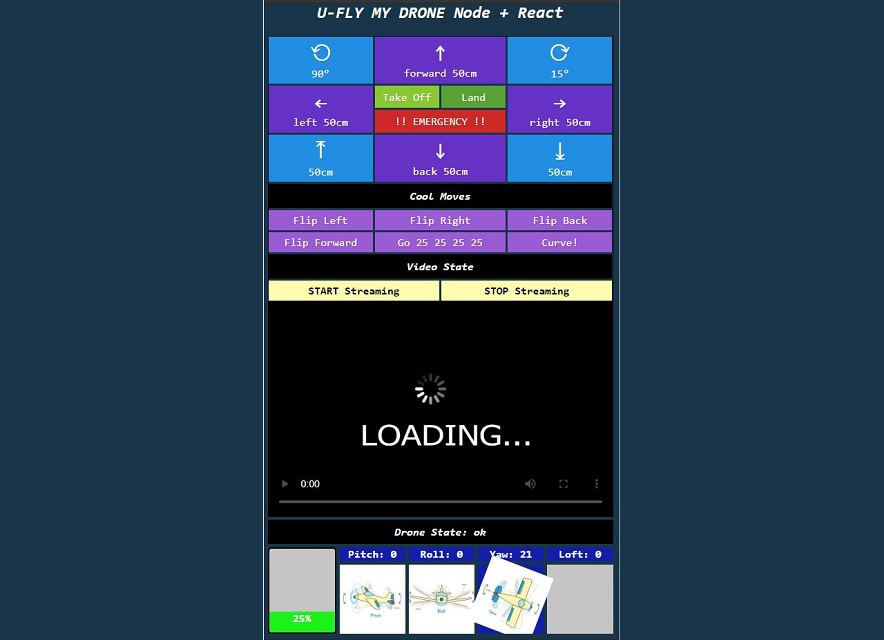 U-FLY MY DRONE Node + React
90°
forward 50cm
15°
left 50cm
Take Off
Land
!! EMERGENCY !!
right 50cm
50cm
back 50cm
50cm
Cool Moves
Flip Left
Flip Right
Flip Back
Flip Forward
Go 25 25 25 25
Curve!
Video State
START Streaming
STOP Streaming
LOADING...
0:00
Drone State: ok
25%
Pitch: 0
Roll: 0
Yaw: 21
Loft: 0
Pitch
Roll
Yaw